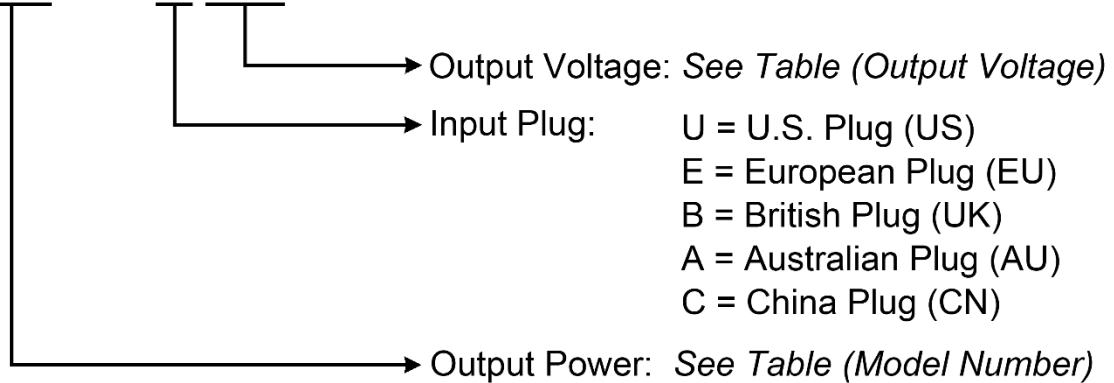 Output Voltage: See Table (Output Voltage)
Input Plug: U = U.S. Plug (US)
E = European Plug (EU)
B = British Plug (UK)
A = Australian Plug (AU)
C = China Plug (CN)
Output Power: See Table (Model Number)